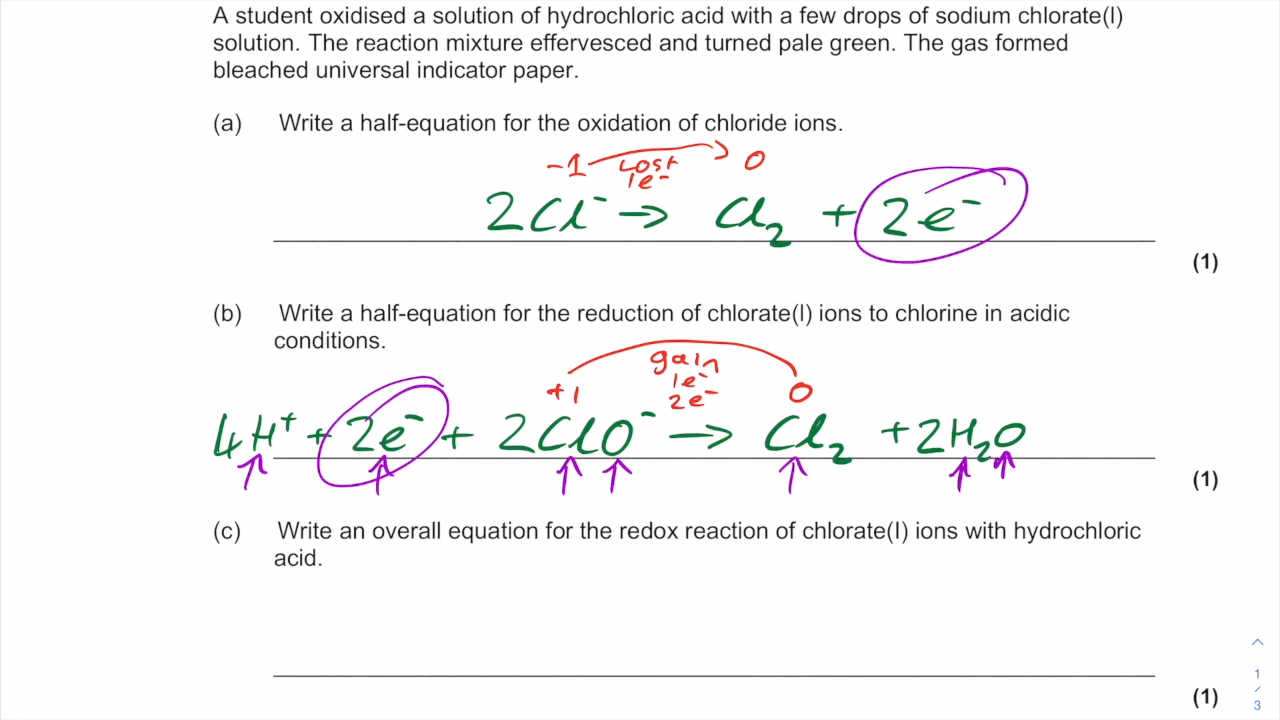 A student oxidised a solution of hydrochloric acid with a few drops of sodium chlorate(I)
solution. The reaction mixture effervesced and turned pale green. The gas formed
bleached universal indicator paper.
(a) Write a half-equation for the oxidation of chloride ions.
-1 Lost 0
1e⁻
2Cl⁻ → Cl₂ + 2e⁻
(1)
(b) Write a half-equation for the reduction of chlorate(I) ions to chlorine in acidic
conditions.
gain
1e⁻
+1 2e⁻ 0
4H⁺ + 2e⁻ + 2ClO⁻ → Cl₂ + 2H₂O
(1)
(c) Write an overall equation for the redox reaction of chlorate(I) ions with hydrochloric
acid.
1
/
3
(1)